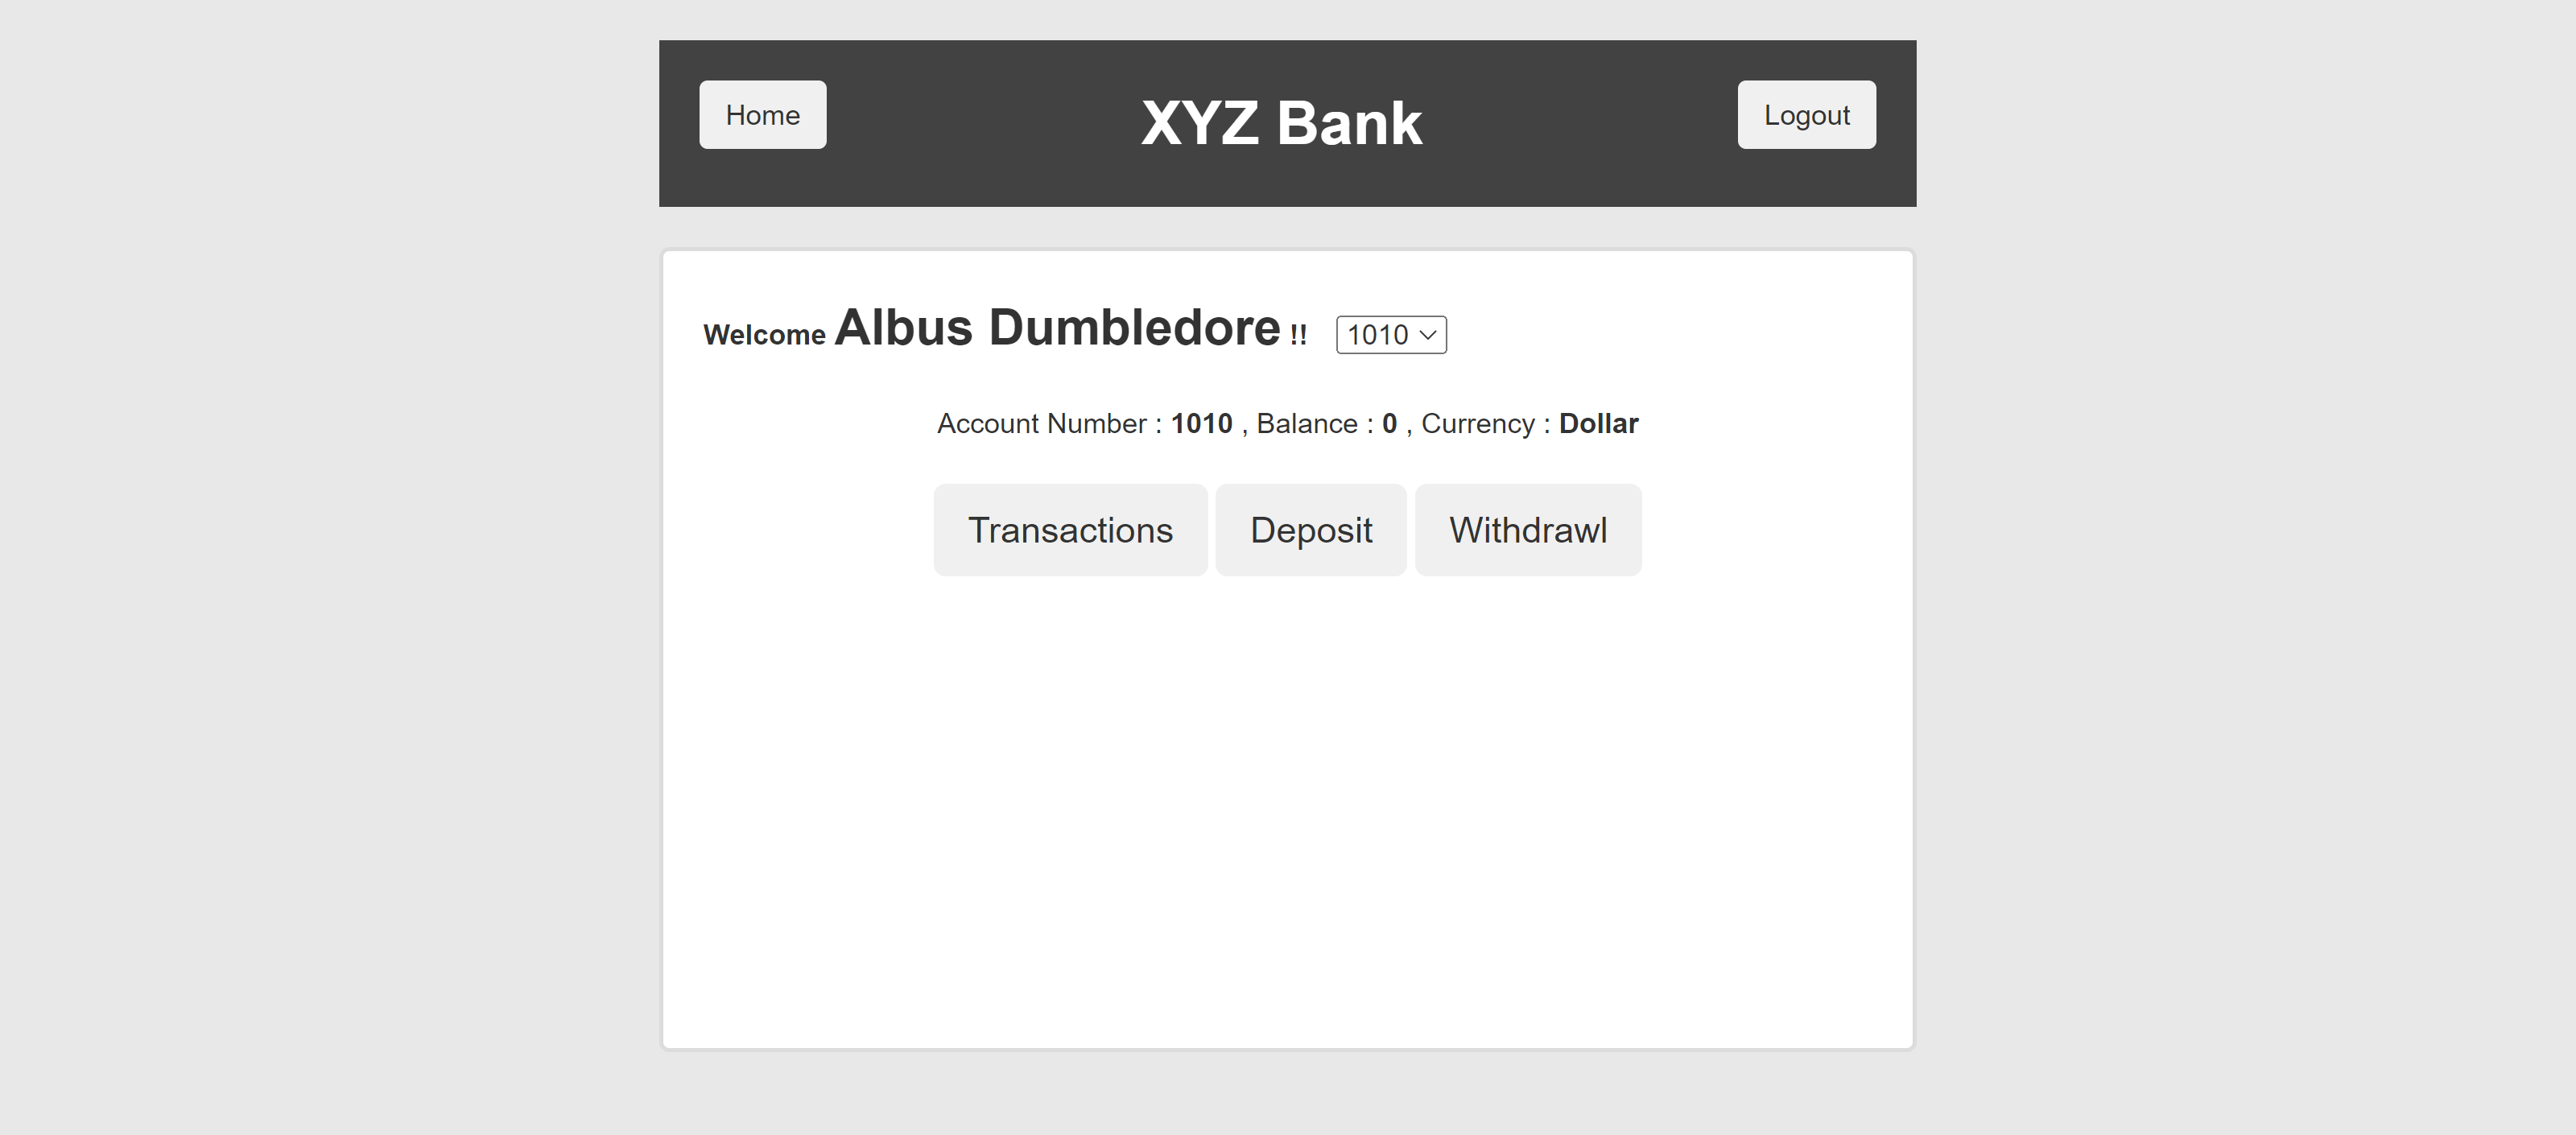 Home XYZ Bank Logout
Welcome Albus Dumbledore !! 1010
Account Number : 1010 , Balance : 0 , Currency : Dollar
Transactions Deposit Withdrawl